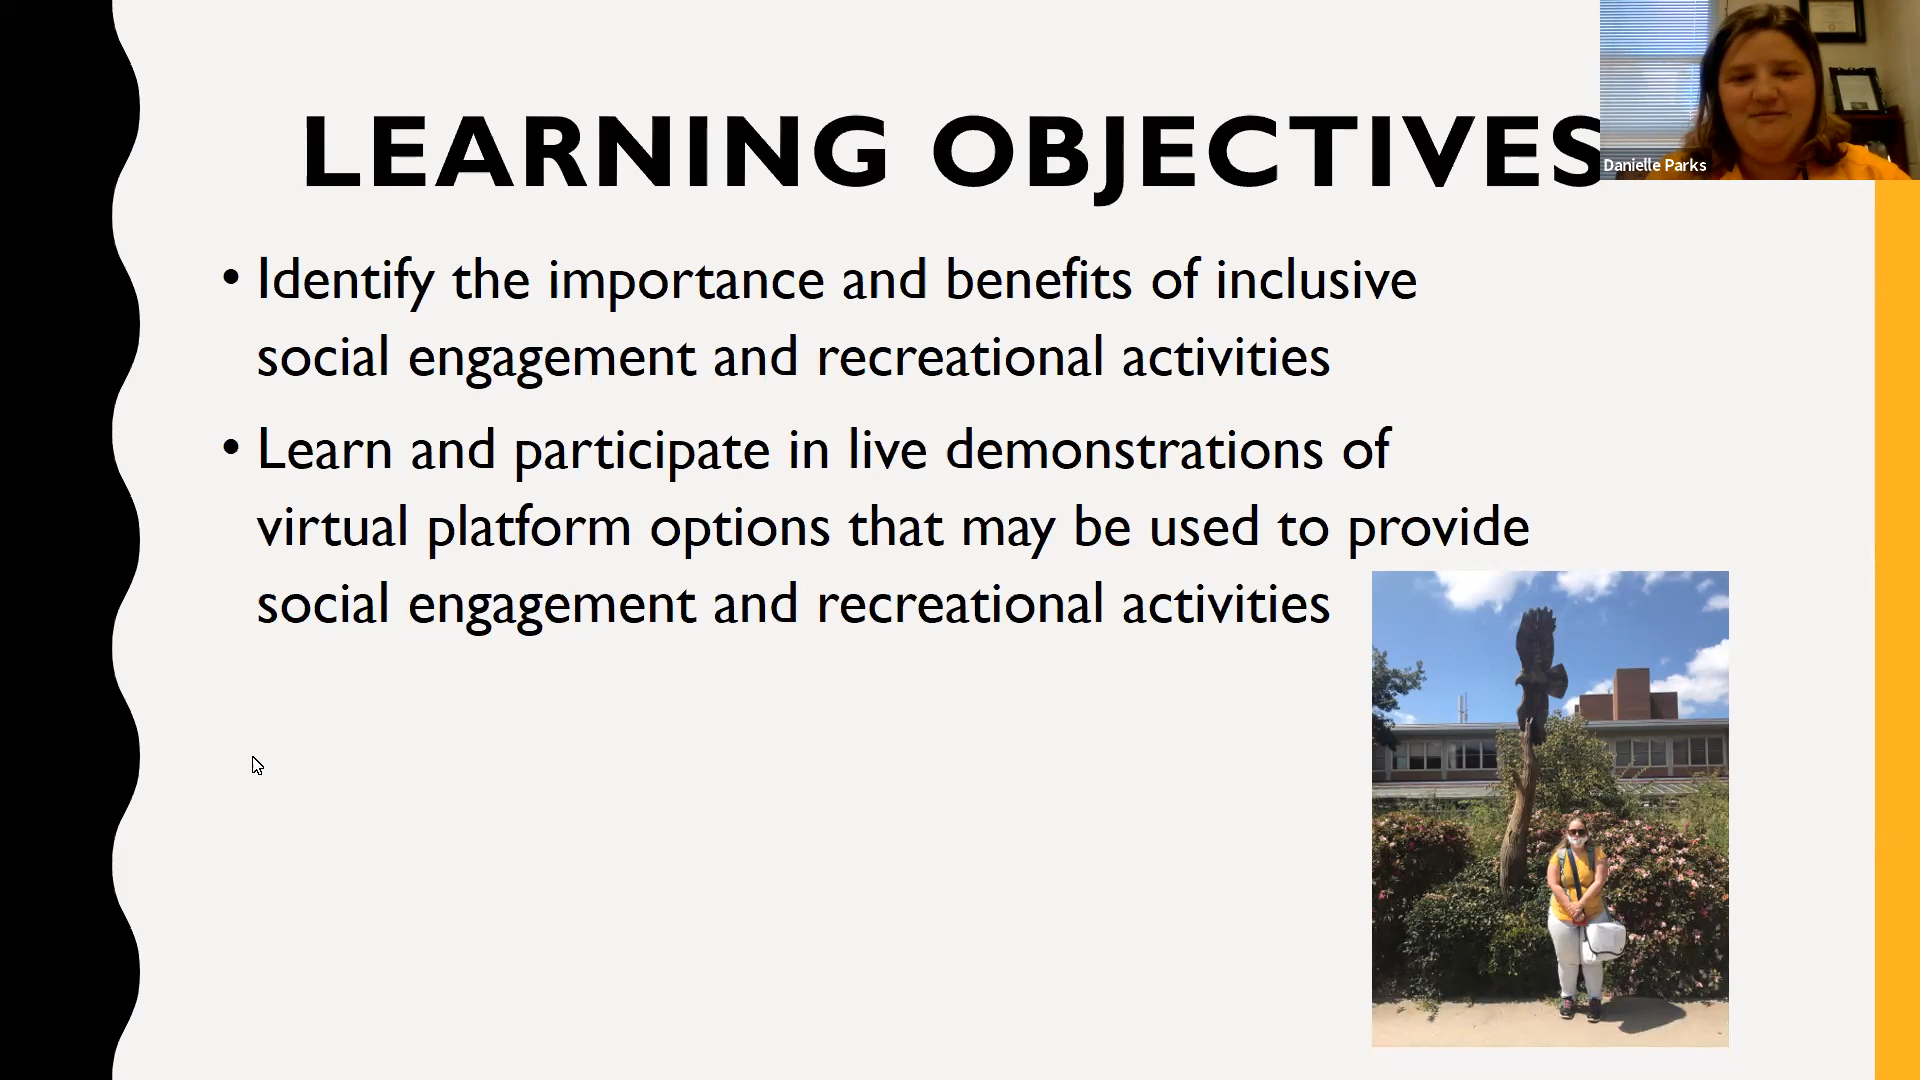 LEARNING OBJECTIVES
Danielle Parks
• Identify the importance and benefits of inclusive
social engagement and recreational activities
• Learn and participate in live demonstrations of
virtual platform options that may be used to provide
social engagement and recreational activities